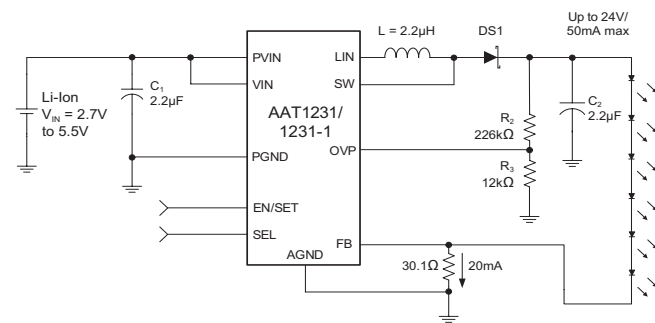 Up to 24V/
50mA max
L = 2.2µH
DS1
PVIN
LIN
VIN
SW
C1
2.2µF
Li-Ion
VIN = 2.7V
to 5.5V
AAT1231/
1231-1
R2
226kΩ
C2
2.2µF
PGND
OVP
R3
12kΩ
EN/SET
SEL
FB
AGND
30.1Ω
20mA